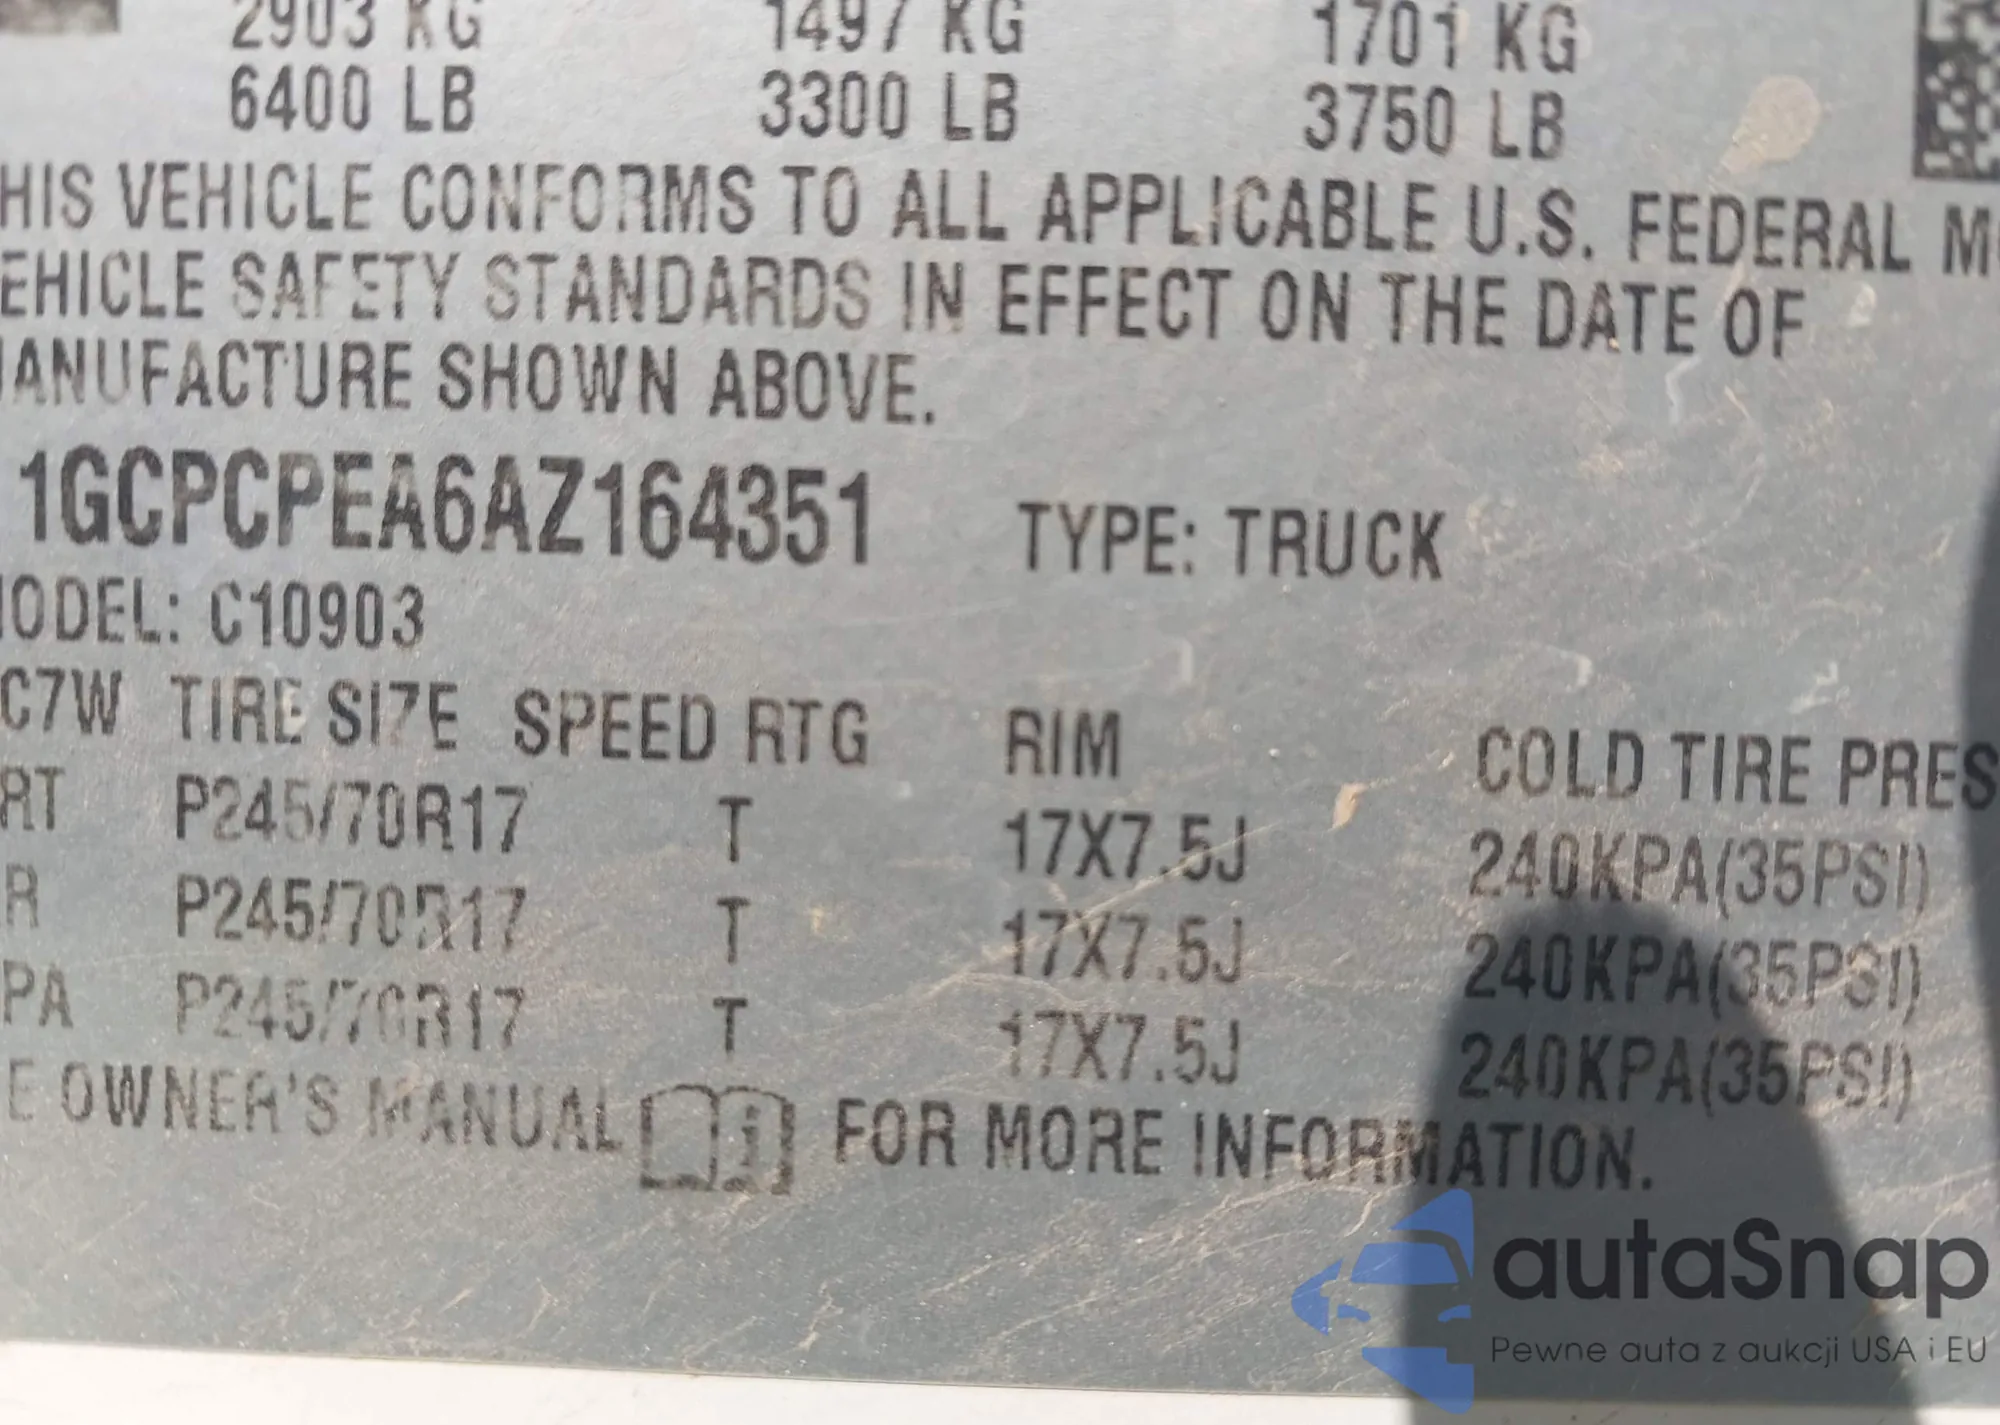 2903 KG 1497 KG 1701 KG
6400 LB 3300 LB 3750 LB
HIS VEHICLE CONFORMS TO ALL APPLICABLE U.S. FEDERAL MO
EHICLE SAFETY STANDARDS IN EFFECT ON THE DATE OF
ANUFACTURE SHOWN ABOVE.
1GCPCPEA6AZ164351 TYPE: TRUCK
MODEL: C10903
C7W TIRE SIZE SPEED RTG RIM COLD TIRE PRES
RT P245/70R17 T 17X7.5J 240KPA(35PSI)
R P245/70R17 T 17X7.5J 240KPA(35PSI)
PA P245/70R17 T 17X7.5J 240KPA(35PSI)
E OWNER'S MANUAL FOR MORE INFORMATION.
autaSnap
Pewne auta z aukcji USA i EU